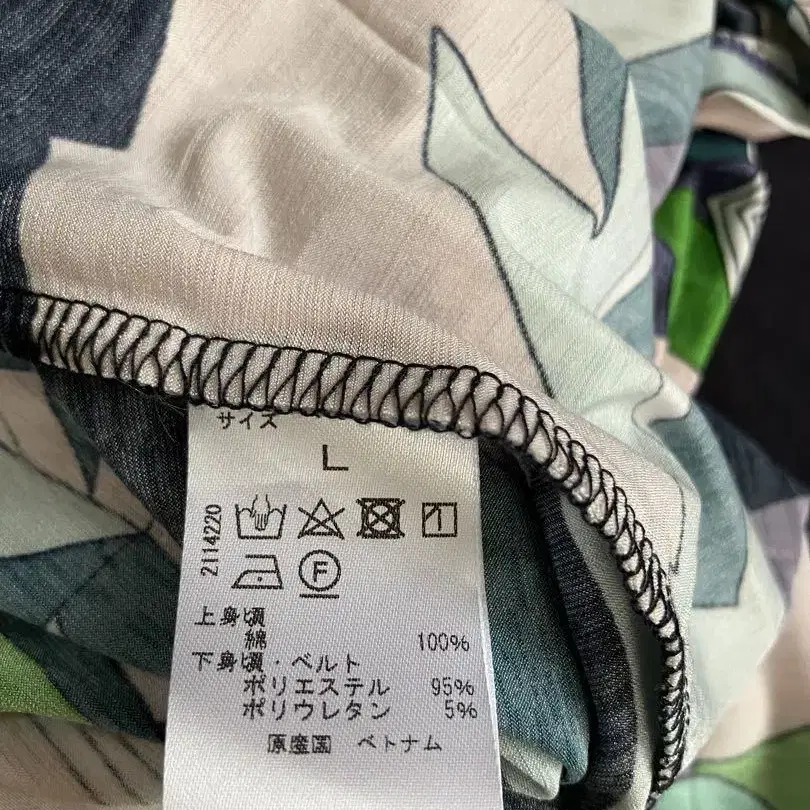 サイズ
L
2114220
F
上身頃
綿 100%
下身頃・ベルト
ポリエステル 95%
ポリウレタン 5%
原産国 ベトナム